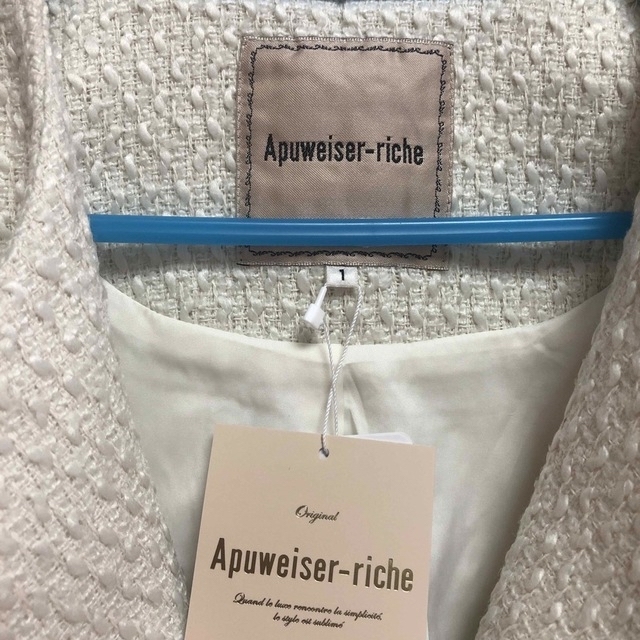 Apuweiser-riche
1
Original
Apuweiser-riche
Quand le luxe rencontre la simplicité,
le style est sublimé